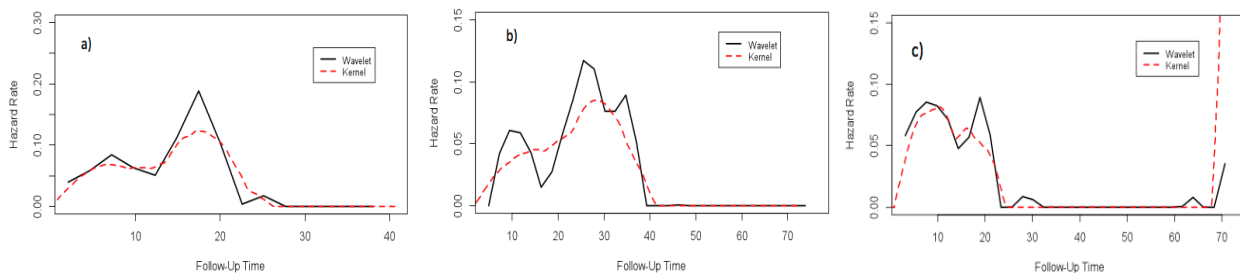 a)
Wavelet
Kernel
Hazard Rate
0.00 0.10 0.20 0.30
10 20 30 40
Follow-Up Time
b)
Wavelet
Kernel
Hazard Rate
0.00 0.05 0.10 0.15
10 20 30 40 50 60 70
Follow-Up Time
c)
Wavelet
Kernel
Hazard Rate
0.00 0.05 0.10 0.15
10 20 30 40 50 60 70
Follow-Up Time